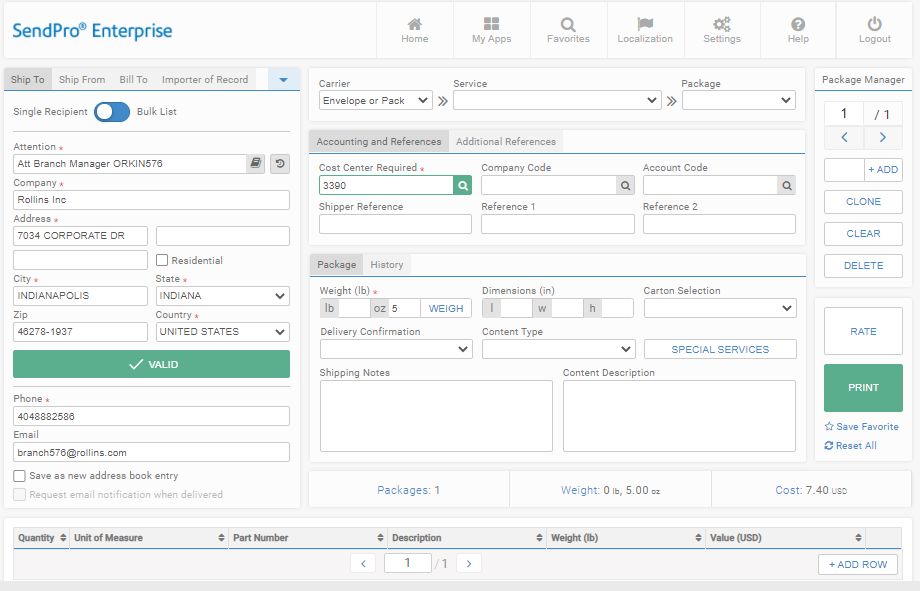 SendPro® Enterprise
Home My Apps Favorites Localization Settings Help Logout
Ship To Ship From Bill To Importer of Record
Single Recipient Bulk List
Attention *
Att Branch Manager ORKIN576
Company *
Rollins Inc
Address *
7034 CORPORATE DR
Residential
City * State *
INDIANAPOLIS INDIANA
Zip Country *
46278-1937 UNITED STATES
VALID
Phone *
4048882586
Email
branch576@rollins.com
Save as new address book entry
Request email notification when delivered
Carrier Service Package
Envelope or Pack
Accounting and References Additional References
Cost Center Required * Company Code Account Code
3390
Shipper Reference Reference 1 Reference 2
Package History
Weight (lb) * Dimensions (in) Carton Selection
lb oz 5 WEIGH l w h
Delivery Confirmation Content Type
SPECIAL SERVICES
Shipping Notes Content Description
Packages: 1 Weight: 0 lb, 5.00 oz Cost: 7.40 USD
Package Manager
1 / 1
+ ADD
CLONE
CLEAR
DELETE
RATE
PRINT
Save Favorite
Reset All
Quantity Unit of Measure Part Number Description Weight (lb) Value (USD)
1 / 1
+ ADD ROW